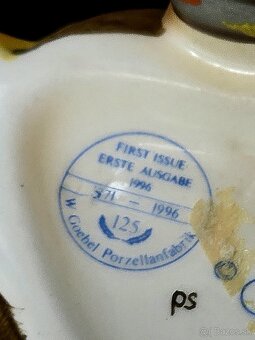 FIRST ISSUE
ERSTE AUSGABE
1996
1871 – 1996
125
W. Goebel Porzellanfabrik
ps